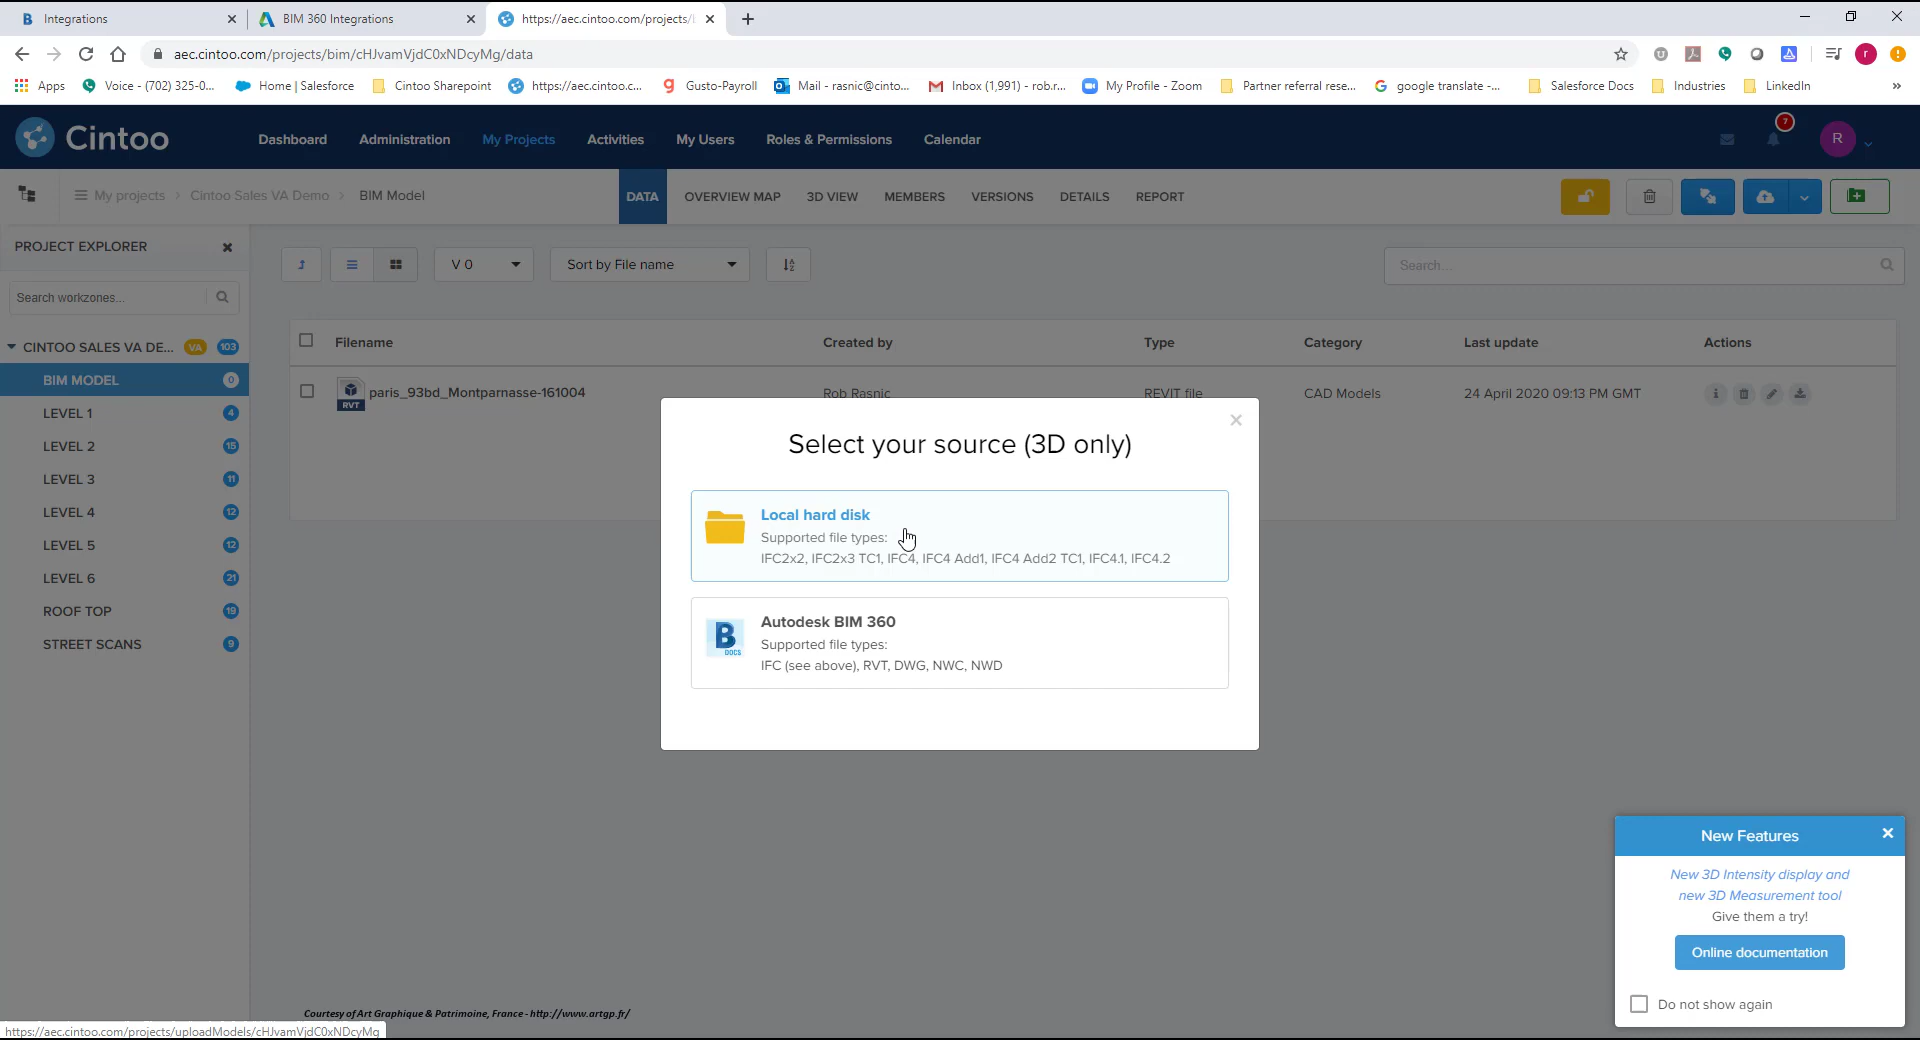 Integrations
BIM 360 Integrations
https://aec.cintoo.com/projects/
aec.cintoo.com/projects/bim/cHJvamVjdC0xNDcyMg/data
r
Apps
Voice - (702) 325-0...
Home | Salesforce
Cintoo Sharepoint
https://aec.cintoo.c...
Gusto-Payroll
Mail - rasnic@cinto...
Inbox (1,991) - rob.r...
My Profile - Zoom
Partner referral rese...
google translate -...
Salesforce Docs
Industries
LinkedIn
Cintoo
Dashboard
Administration
My Projects
Activities
My Users
Roles & Permissions
Calendar
7
R
My projects
Cintoo Sales VA Demo
BIM Model
DATA
OVERVIEW MAP
3D VIEW
MEMBERS
VERSIONS
DETAILS
REPORT
PROJECT EXPLORER
V 0
Sort by File name
Search...
Search workzones...
CINTOO SALES VA DE... VA 103
BIM MODEL 0
LEVEL 1 4
LEVEL 2 15
LEVEL 3 11
LEVEL 4 12
LEVEL 5 12
LEVEL 6 21
ROOF TOP 19
STREET SCANS 9
Filename Created by Type Category Last update Actions
RVT paris_93bd_Montparnasse-161004 Rob Rasnic REVIT file CAD Models 24 April 2020 09:13 PM GMT
Select your source (3D only)
Local hard disk
Supported file types:
IFC2x2, IFC2x3 TC1, IFC4, IFC4 Add1, IFC4 Add2 TC1, IFC4.1, IFC4.2
B DOCS
Autodesk BIM 360
Supported file types:
IFC (see above), RVT, DWG, NWC, NWD
New Features
New 3D Intensity display and
new 3D Measurement tool
Give them a try!
Online documentation
Do not show again
Courtesy of Art Graphique & Patrimoine, France - http://www.artgp.fr/
https://aec.cintoo.com/projects/uploadModels/cHJvamVjdC0xNDcyMg